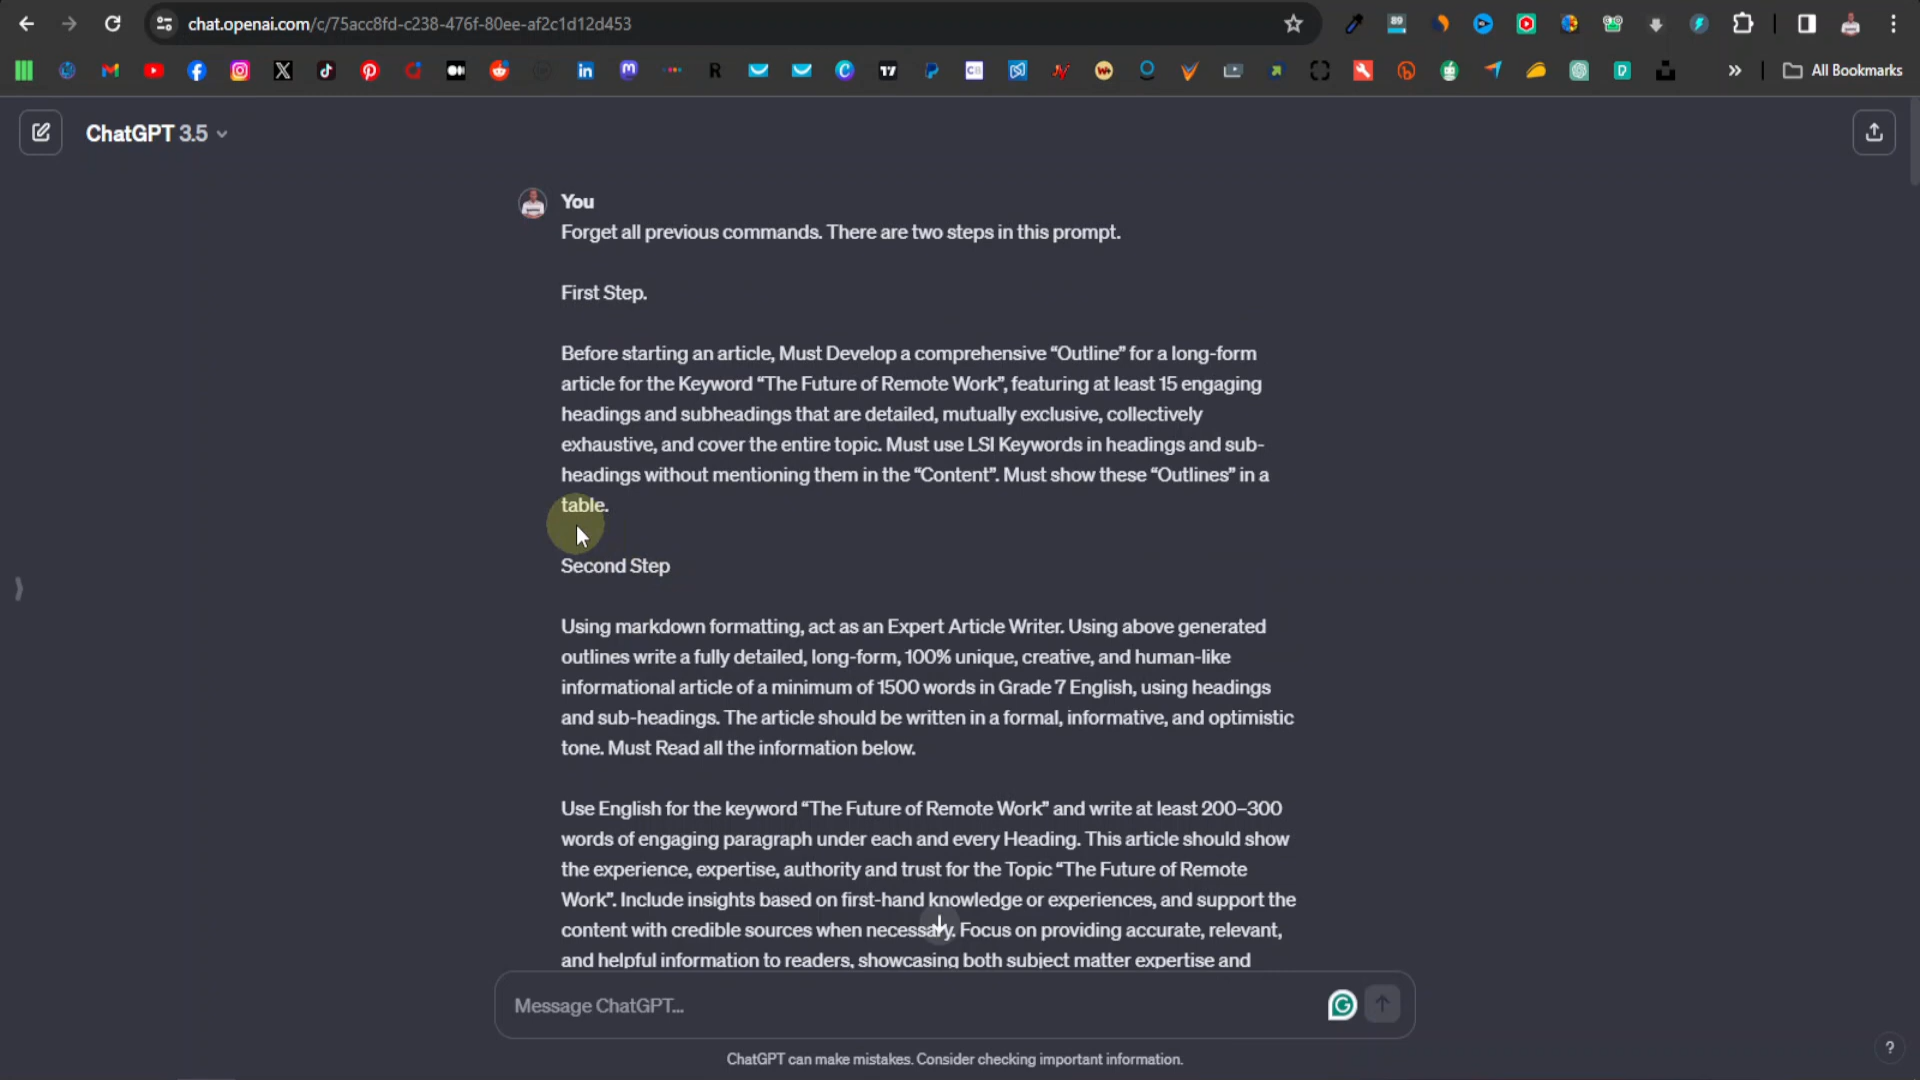 chat.openai.com/c/75acc8fd-c238-476f-80ee-af2c1d12d453
89
All Bookmarks
ChatGPT 3.5
You
Forget all previous commands. There are two steps in this prompt.
First Step.
Before starting an article, Must Develop a comprehensive “Outline” for a long-form
article for the Keyword “The Future of Remote Work”, featuring at least 15 engaging
headings and subheadings that are detailed, mutually exclusive, collectively
exhaustive, and cover the entire topic. Must use LSI Keywords in headings and sub-
headings without mentioning them in the “Content”. Must show these “Outlines” in a
table.
Second Step
Using markdown formatting, act as an Expert Article Writer. Using above generated
outlines write a fully detailed, long-form, 100% unique, creative, and human-like
informational article of a minimum of 1500 words in Grade 7 English, using headings
and sub-headings. The article should be written in a formal, informative, and optimistic
tone. Must Read all the information below.
Use English for the keyword “The Future of Remote Work” and write at least 200–300
words of engaging paragraph under each and every Heading. This article should show
the experience, expertise, authority and trust for the Topic “The Future of Remote
Work”. Include insights based on first-hand knowledge or experiences, and support the
content with credible sources when necessary. Focus on providing accurate, relevant,
and helpful information to readers, showcasing both subject matter expertise and
Message ChatGPT...
ChatGPT can make mistakes. Consider checking important information.
?